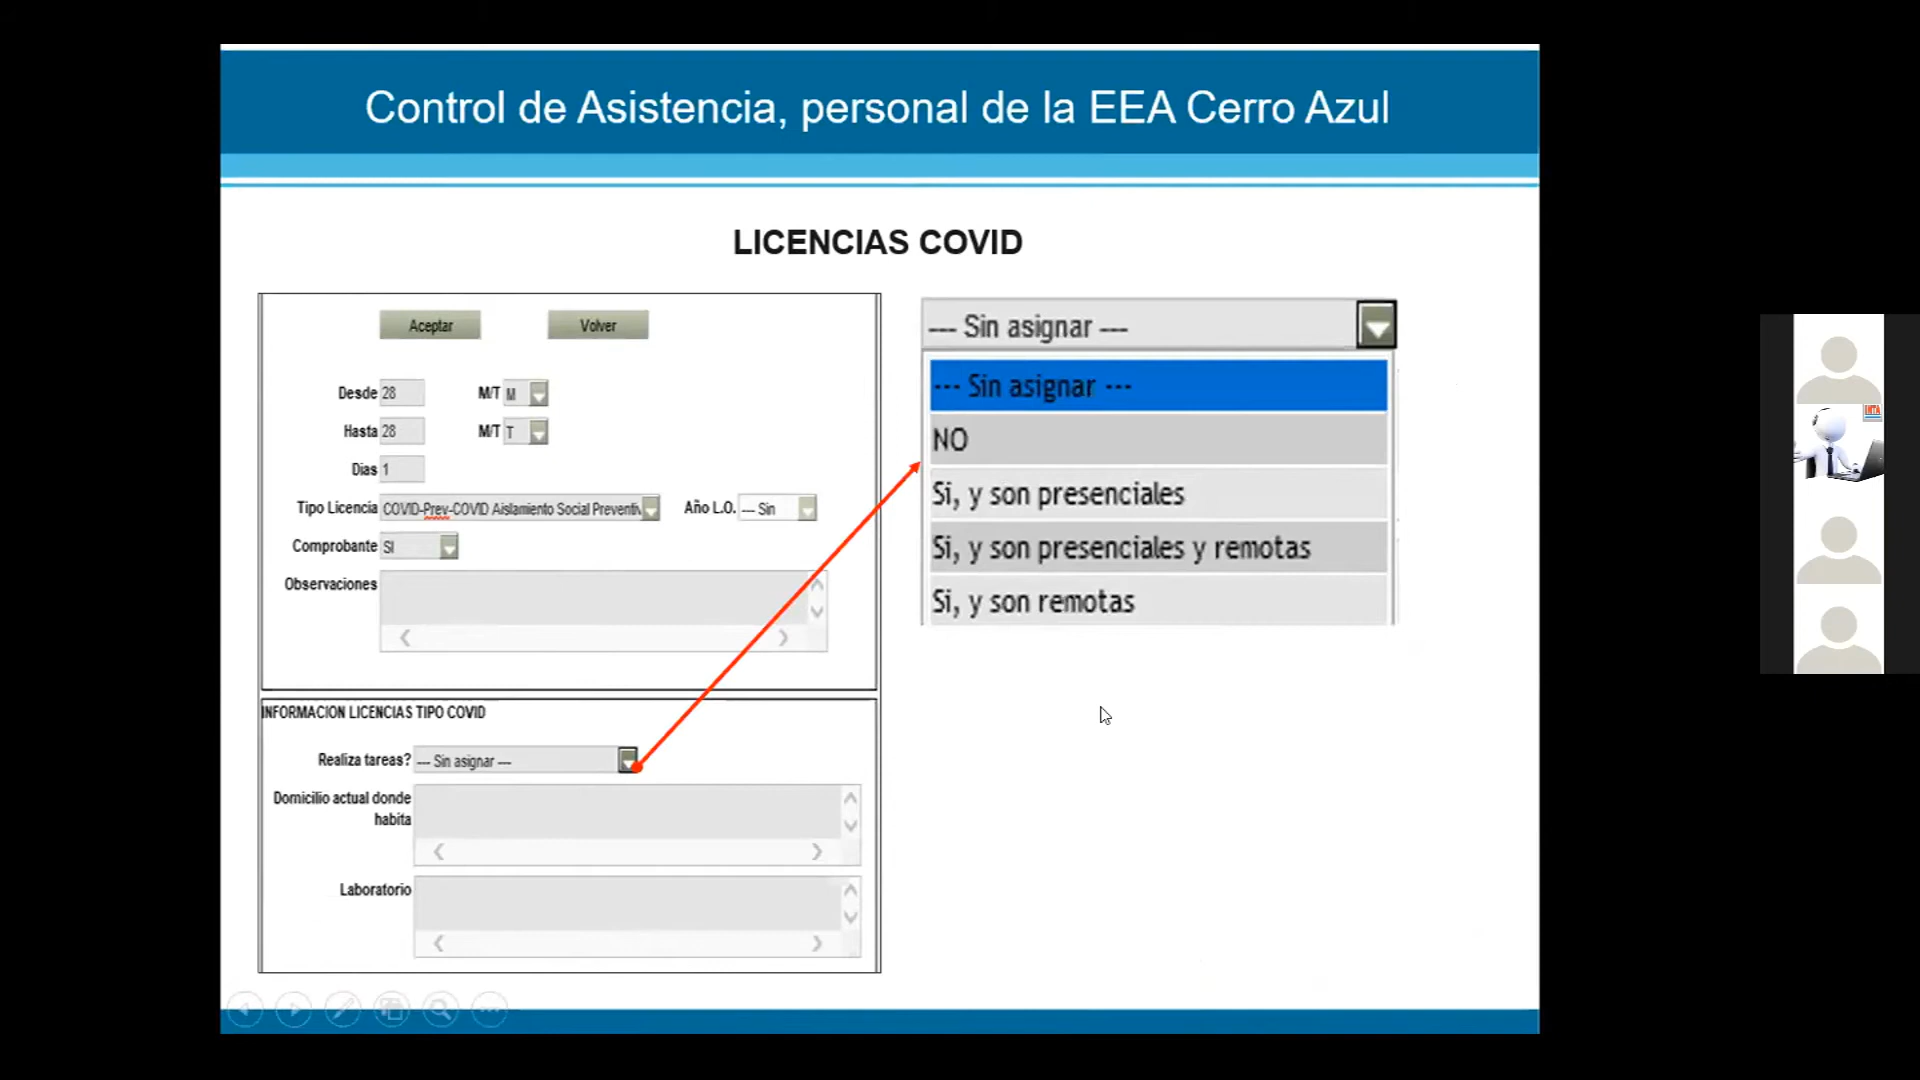 Control de Asistencia, personal de la EEA Cerro Azul
LICENCIAS COVID
Aceptar Volver
Desde 28 M/T M
Hasta 28 M/T T
Dias 1
Tipo Licencia COVID-Prev-COVID Aislamiento Social Preventiv Año L.O. --- Sin
Comprobante SI
Observaciones
INFORMACION LICENCIAS TIPO COVID
Realiza tareas? --- Sin asignar ---
Domicilio actual donde
habita
Laboratorio
--- Sin asignar ---
--- Sin asignar ---
NO
Si, y son presenciales
Si, y son presenciales y remotas
Si, y son remotas
INTA